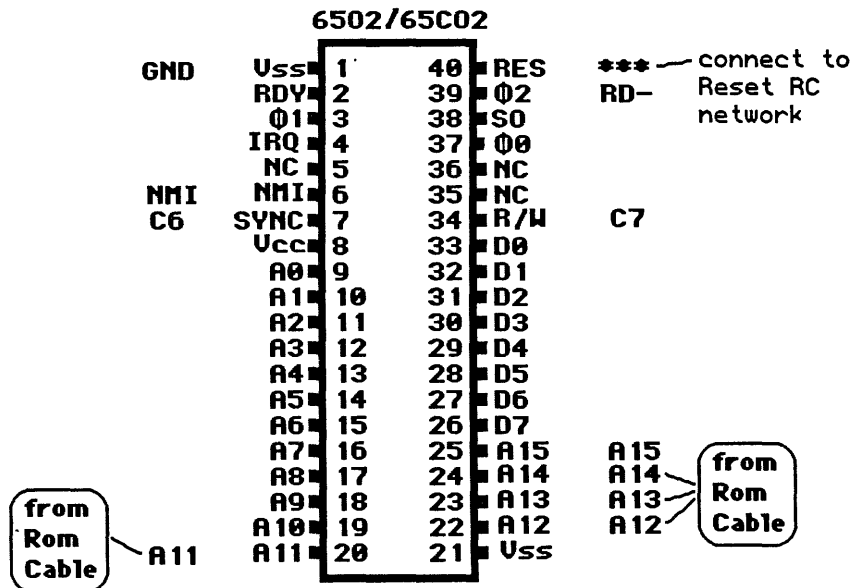 6502/65C02
GND Vss 1 40 RES *** connect to
RDY 2 39 Φ2 RD- Reset RC
Φ1 3 38 SO network
IRQ 4 37 Φ0
NC 5 36 NC
NMI NMI 6 35 NC
C6 SYNC 7 34 R/W C7
Vcc 8 33 D0
A0 9 32 D1
A1 10 31 D2
A2 11 30 D3
A3 12 29 D4
A4 13 28 D5
A5 14 27 D6
A6 15 26 D7
A7 16 25 A15 A15
A8 17 24 A14 A14
A9 18 23 A13 A13
A10 19 22 A12 A12
A11 A11 20 21 Vss
from
Rom
Cable
from
Rom
Cable